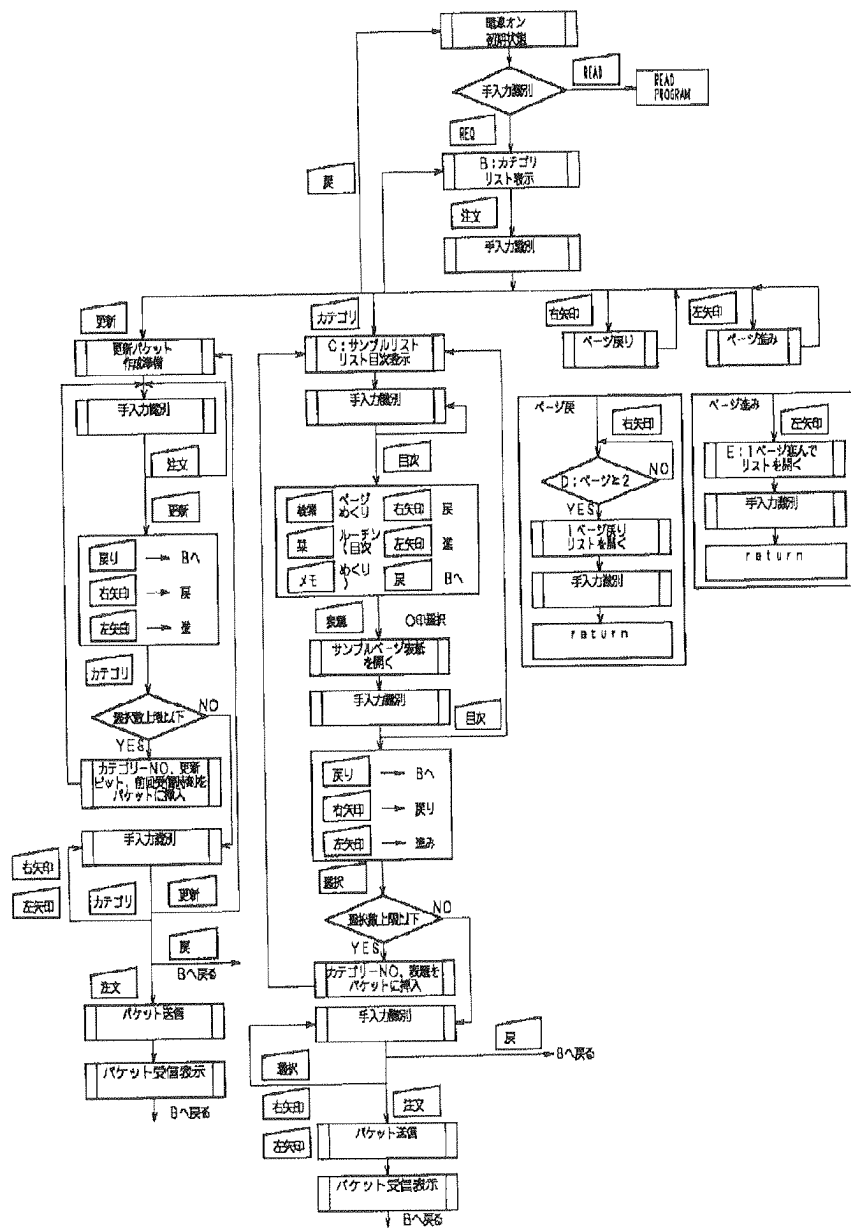 電源オン
初期状態
手入力識別
READ
READ
PROGRAM
REQ
B:カテゴリ
リスト表示
戻
注文
手入力識別
更新
更新パケット
作成準備
手入力識別
注文
更新
戻り → Bへ
右矢印 → 戻
左矢印 → 進
カテゴリ
選択数上限以下
NO
YES
カテゴリーNO、更新
ビット、前回受信時刻を
パケットに挿入
手入力識別
右矢印
左矢印
カテゴリ
更新
戻
Bへ戻る
注文
パケット送信
パケット受信表示
Bへ戻る
カテゴリ
C:サンプルリスト
リスト目次表示
手入力識別
目次
検索 ページ めくり 右矢印 戻
栞 ルーチン (目次 左矢印 進
メモ めくり ) 戻 Bへ
表題 〇印選択
サンプルページ表紙
を開く
手入力識別
目次
戻り → Bへ
右矢印 → 戻り
左矢印 → 進み
選択
選択数上限以下
NO
YES
カテゴリーNO、表題を
パケットに挿入
手入力識別
戻
Bへ戻る
選択
右矢印
左矢印
注文
パケット送信
パケット受信表示
Bへ戻る
右矢印
ページ戻り
左矢印
ページ進み
ページ戻
右矢印
D:ページ≧2
NO
YES
1ページ戻り
リストを開く
手入力識別
return
ページ進み
左矢印
E:1ページ進んで
リストを開く
手入力識別
return